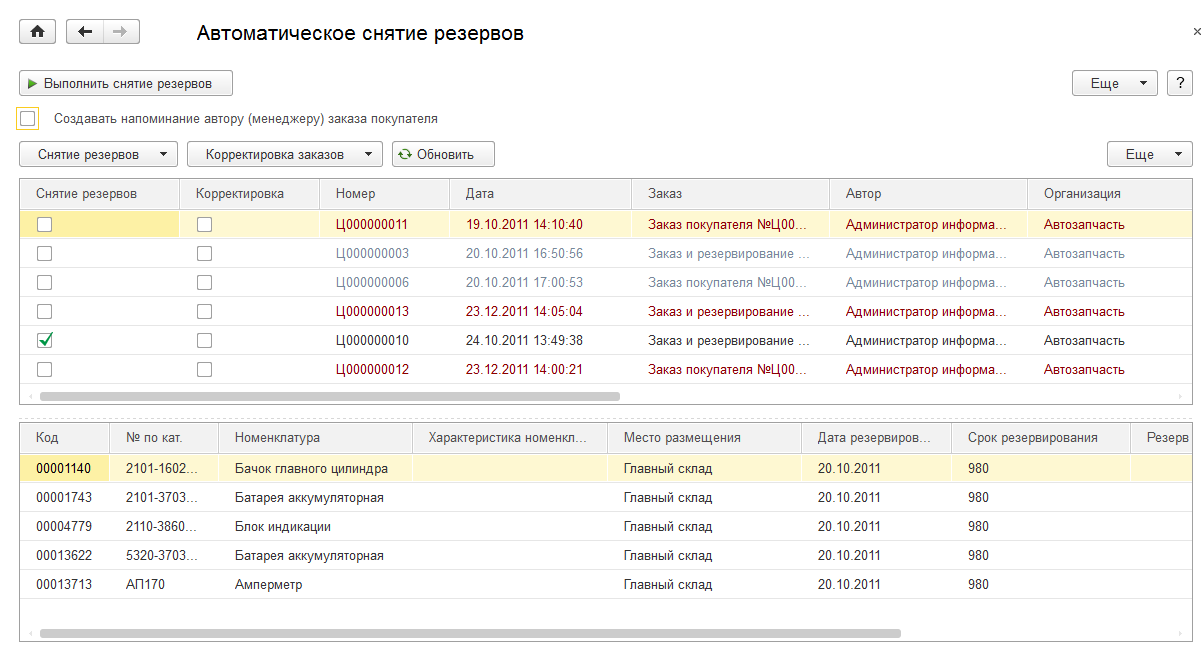 Автоматическое снятие резервов
Выполнить снятие резервов Еще ?
Создавать напоминание автору (менеджеру) заказа покупателя
Снятие резервов Корректировка заказов Обновить Еще
Снятие резервов Корректировка Номер Дата Заказ Автор Организация
Ц000000011 19.10.2011 14:10:40 Заказ покупателя №Ц00... Администратор информа... Автозапчасть
Ц000000003 20.10.2011 16:50:56 Заказ и резервирование ... Администратор информа... Автозапчасть
Ц000000006 20.10.2011 17:00:53 Заказ покупателя №Ц00... Администратор информа... Автозапчасть
Ц000000013 23.12.2011 14:05:04 Заказ и резервирование ... Администратор информа... Автозапчасть
Ц000000010 24.10.2011 13:49:38 Заказ и резервирование ... Администратор информа... Автозапчасть
Ц000000012 23.12.2011 14:00:21 Заказ покупателя №Ц00... Администратор информа... Автозапчасть
Код № по кат. Номенклатура Характеристика номенкл... Место размещения Дата резервиров... Срок резервирования Резерв
00001140 2101-1602... Бачок главного цилиндра Главный склад 20.10.2011 980
00001743 2101-3703... Батарея аккумуляторная Главный склад 20.10.2011 980
00004779 2110-3860... Блок индикации Главный склад 20.10.2011 980
00013622 5320-3703... Батарея аккумуляторная Главный склад 20.10.2011 980
00013713 АП170 Амперметр Главный склад 20.10.2011 980